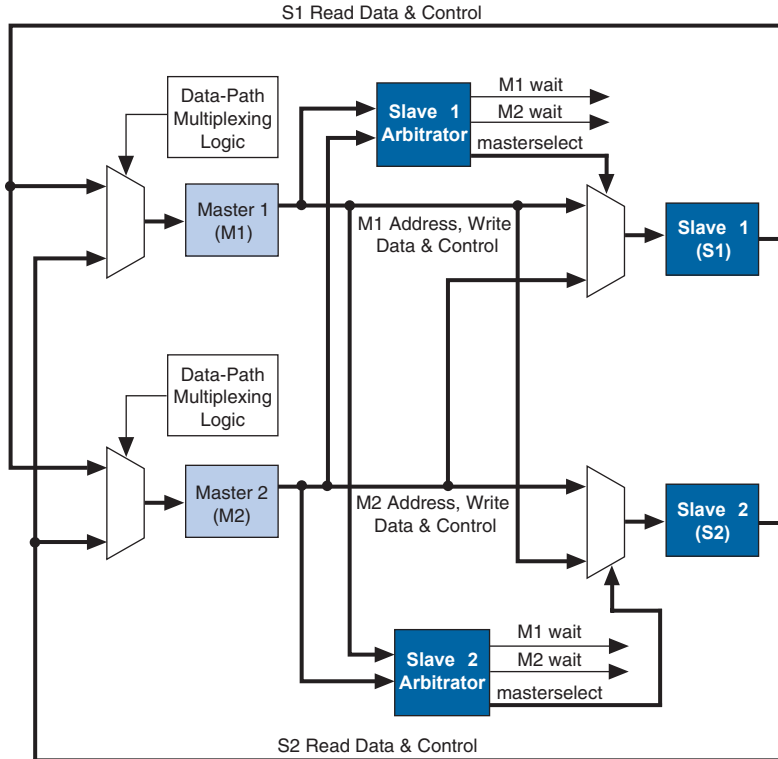 S1 Read Data & Control
Data-Path
Multiplexing
Logic
Slave 1
Arbitrator
M1 wait
M2 wait
masterselect
Master 1
(M1)
M1 Address, Write
Data & Control
Slave 1
(S1)
Data-Path
Multiplexing
Logic
Master 2
(M2)
M2 Address, Write
Data & Control
Slave 2
(S2)
Slave 2
Arbitrator
M1 wait
M2 wait
masterselect
S2 Read Data & Control